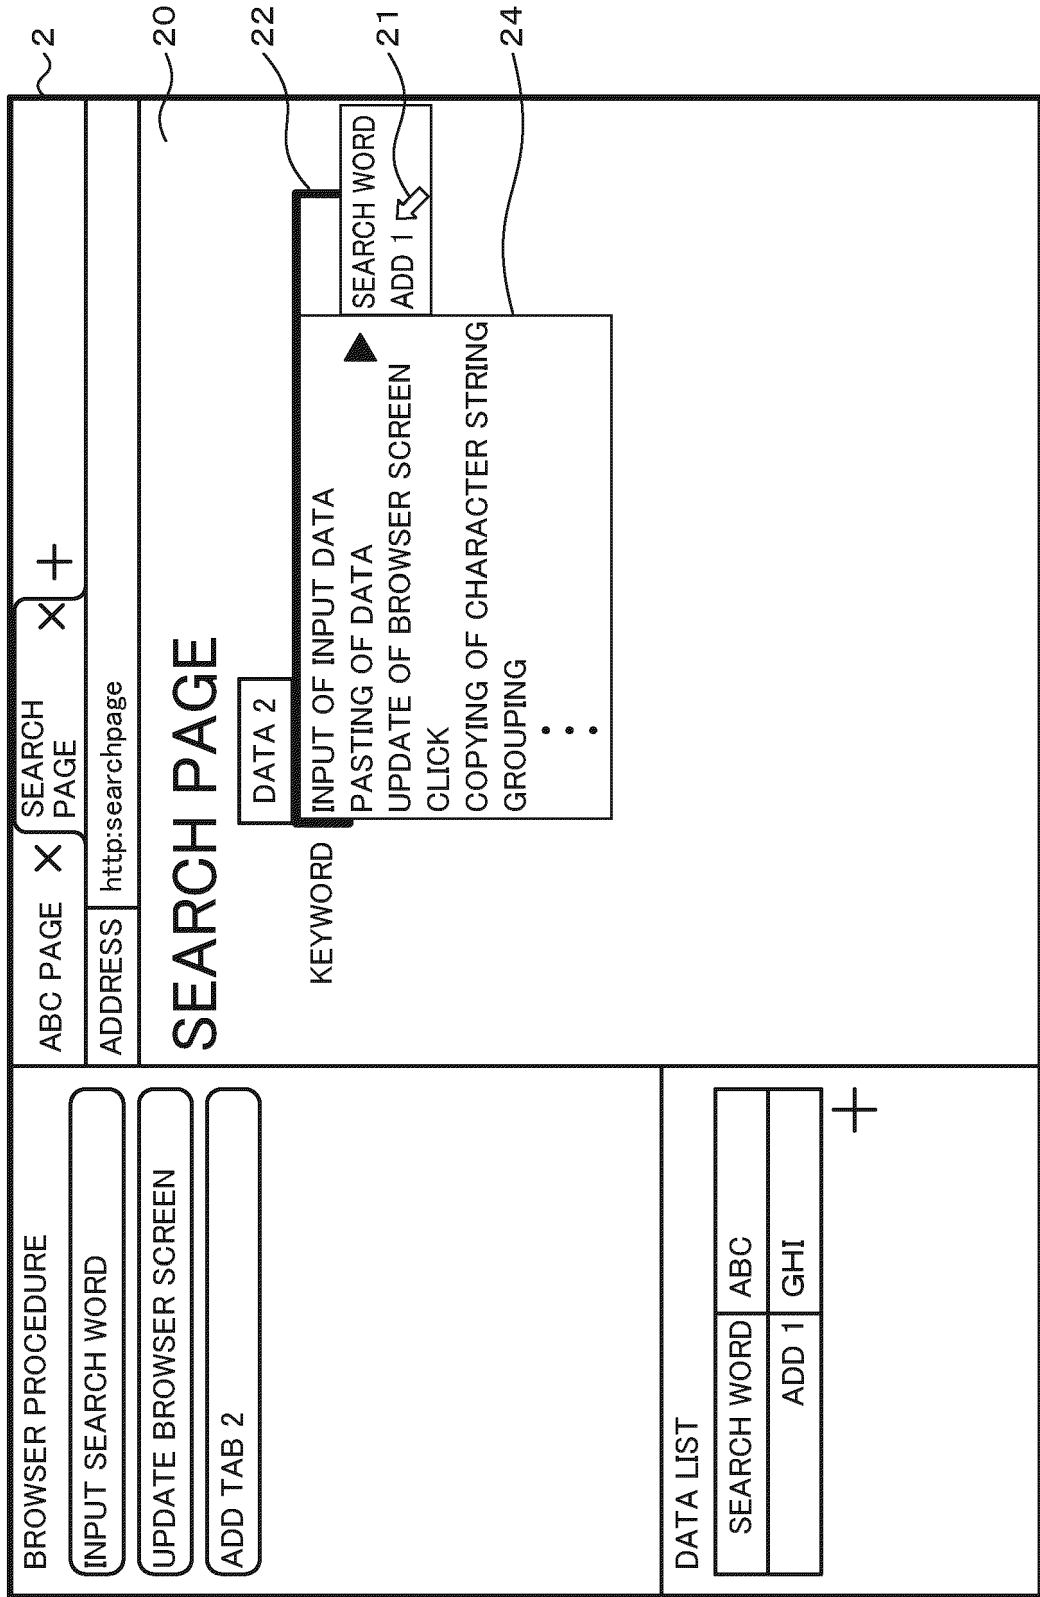 BROWSER PROCEDURE
INPUT SEARCH WORD
UPDATE BROWSER SCREEN
ADD TAB 2
DATA LIST
SEARCH WORD ABC
ADD 1 GHI
+
ABC PAGE X
SEARCH
PAGE
X
+
ADDRESS http:searchpage
SEARCH PAGE
DATA 2
KEYWORD
INPUT OF INPUT DATA
PASTING OF DATA
UPDATE OF BROWSER SCREEN
CLICK
COPYING OF CHARACTER STRING
GROUPING
SEARCH WORD
ADD 1
2
20
22
21
24